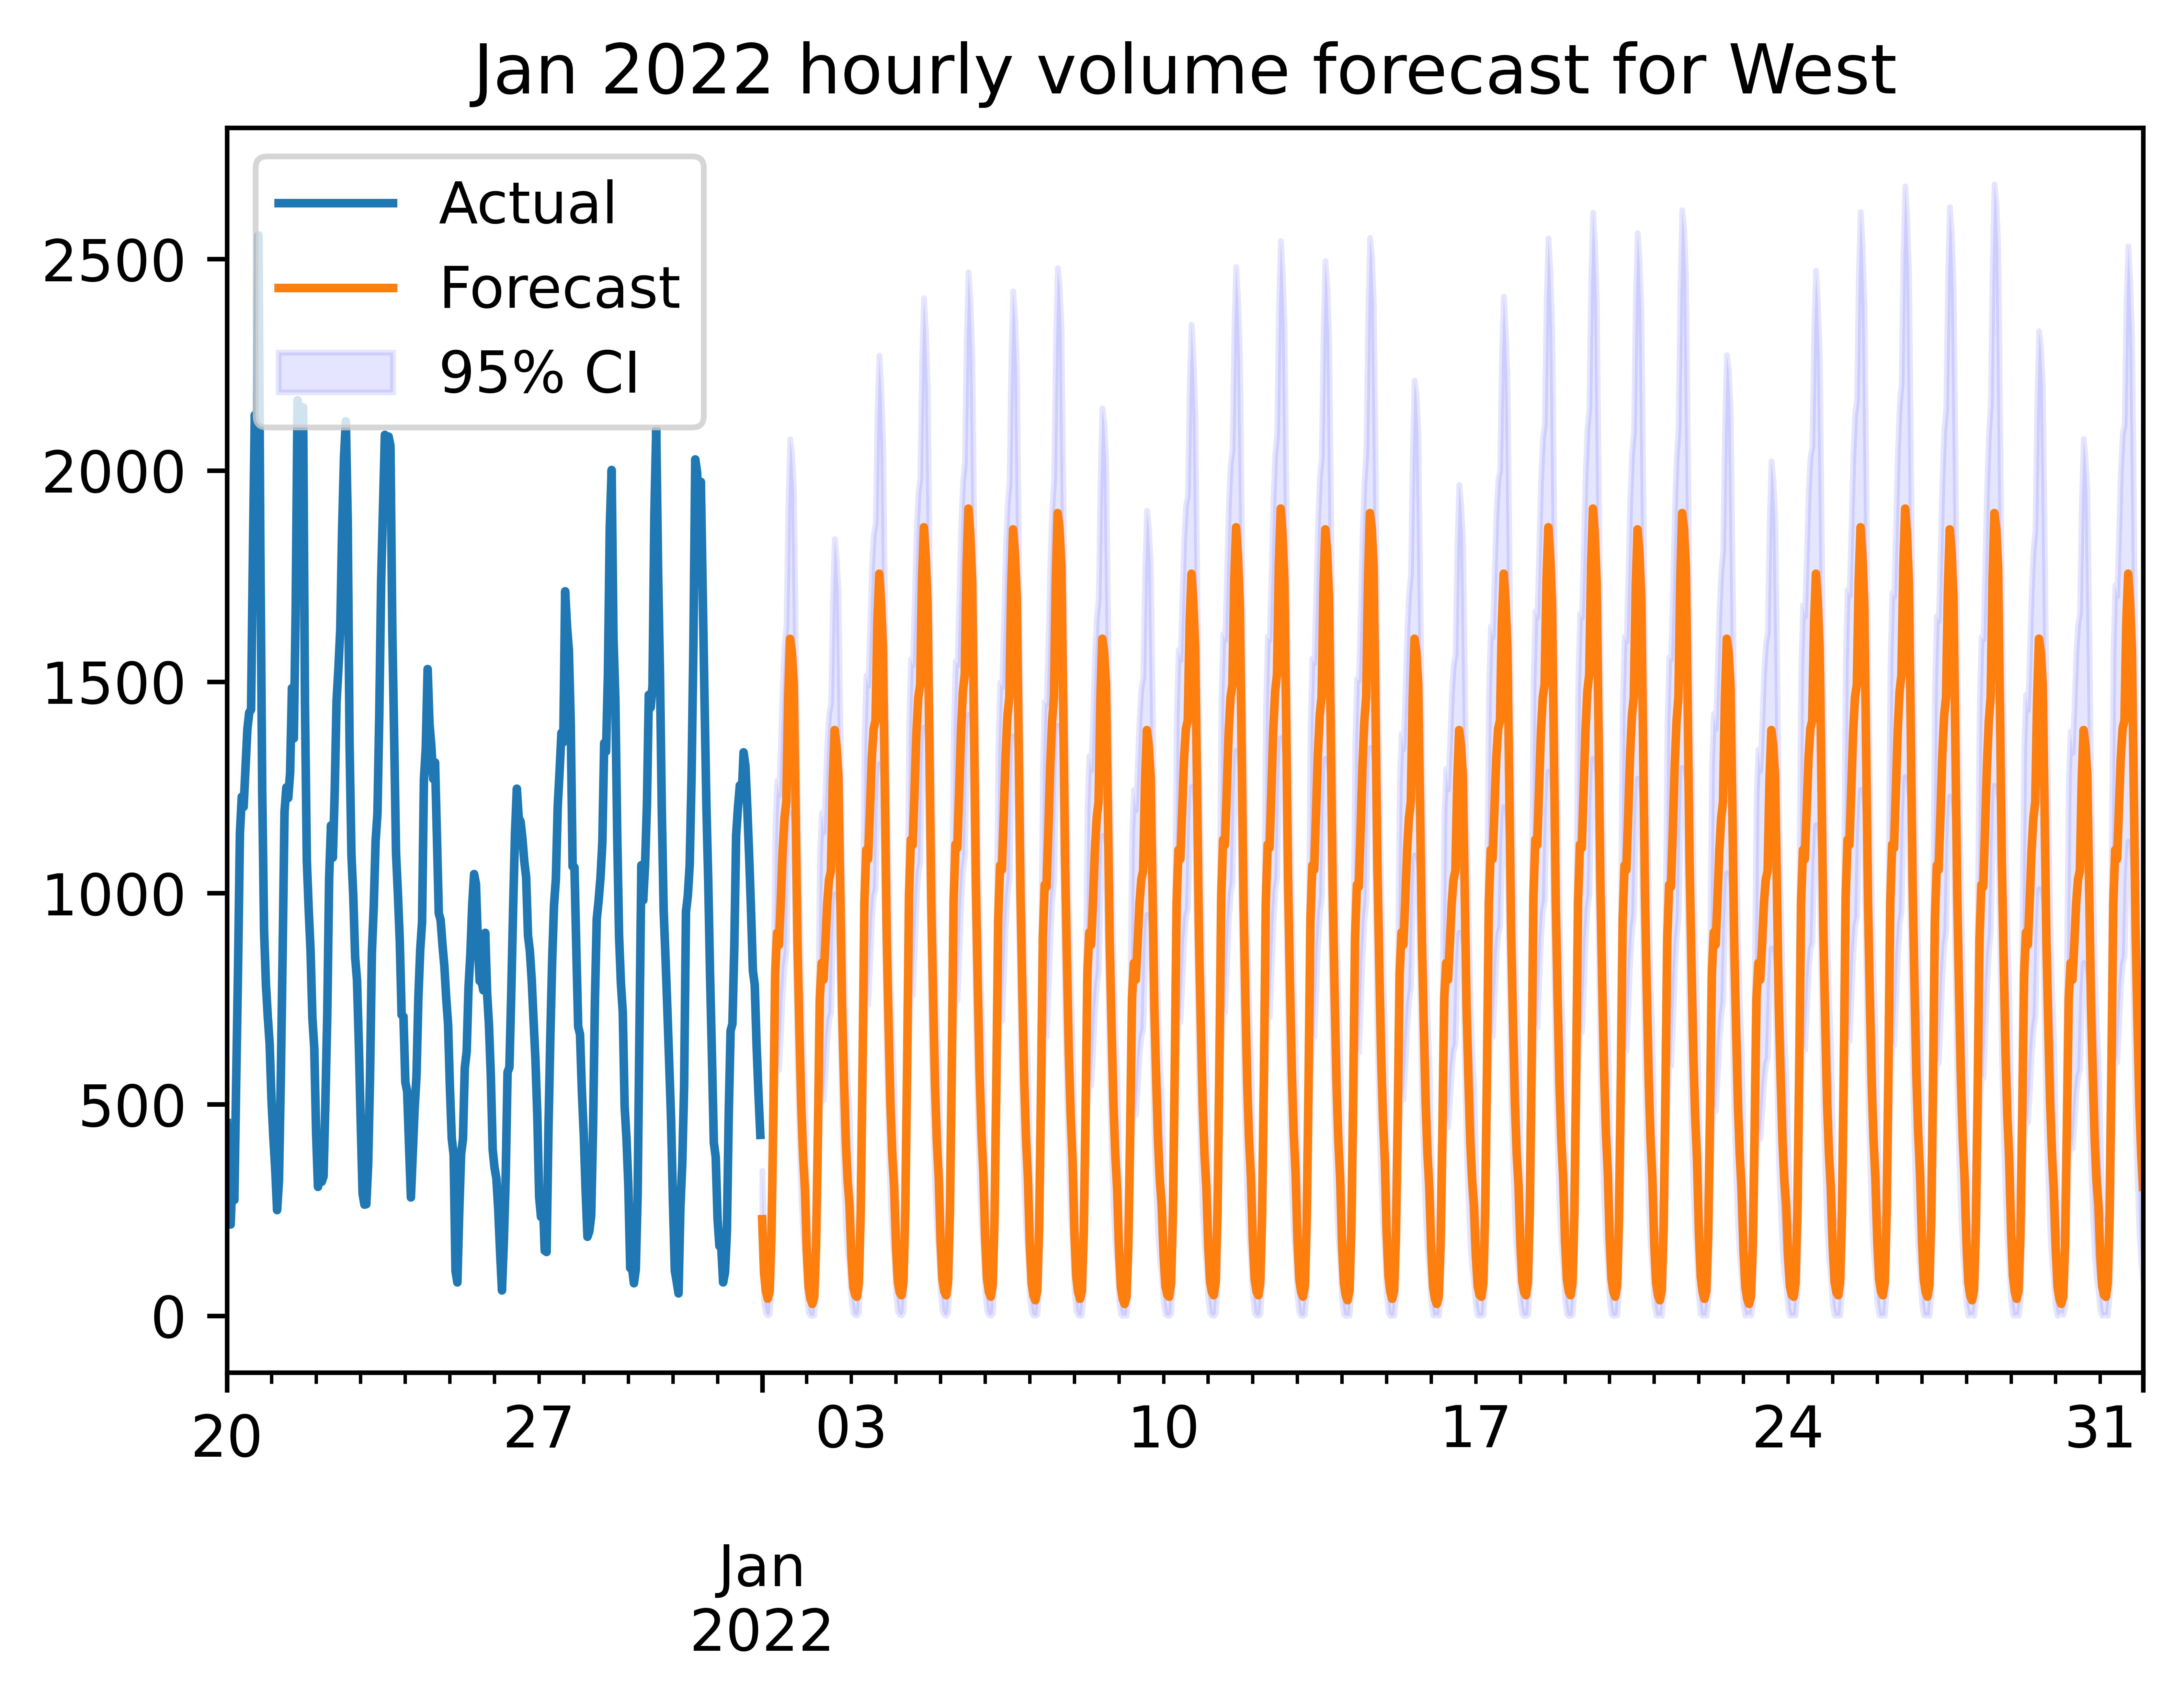 Jan 2022 hourly volume forecast for West
Actual
Forecast
95% CI
2500
2000
1500
1000
500
0
20
27
03
10
17
24
31
Jan
2022